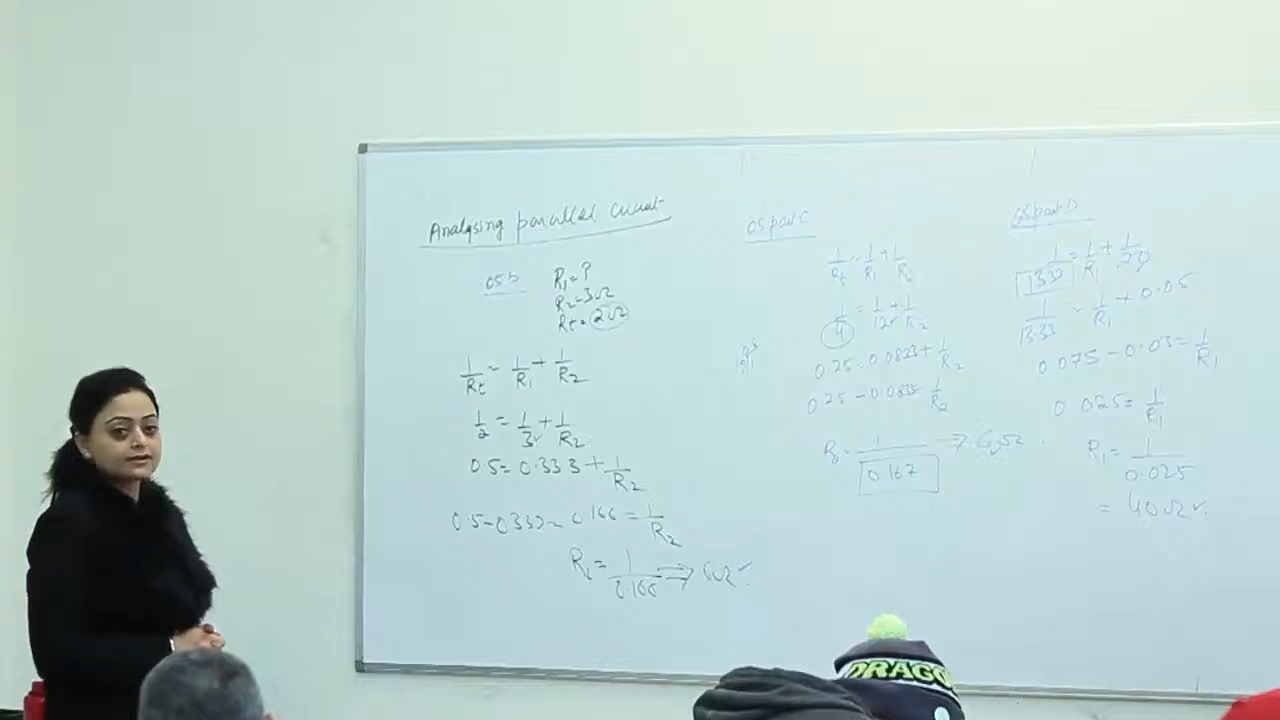 Analysing parallel circuit
Q5 b
R₁ = ?
R₂ = 3Ω
Rt = 2Ω
1/Rt = 1/R₁ + 1/R₂
1/2 = 1/3 + 1/R₂
0.5 = 0.333 + 1/R₂
0.5 - 0.333 = 0.166 = 1/R₂
R₂ = 1/0.166 ⇒ 6Ω
Q5 part C
1/Rt = 1/R₁ + 1/R₂
1/4 = 1/12 + 1/R₂
0.25 = 0.0833 + 1/R₂
0.25 - 0.0833 = 1/R₂
1/0.167 →
Q5 part D
1/13.33 = 1/R₁ + 1/20
1/13.33 = 1/R₁ + 0.05
0.075 - 0.05 = 1/R₁
0.025 = 1/R₁
R₁ = 1/0.025
= 40Ω
DRAGO